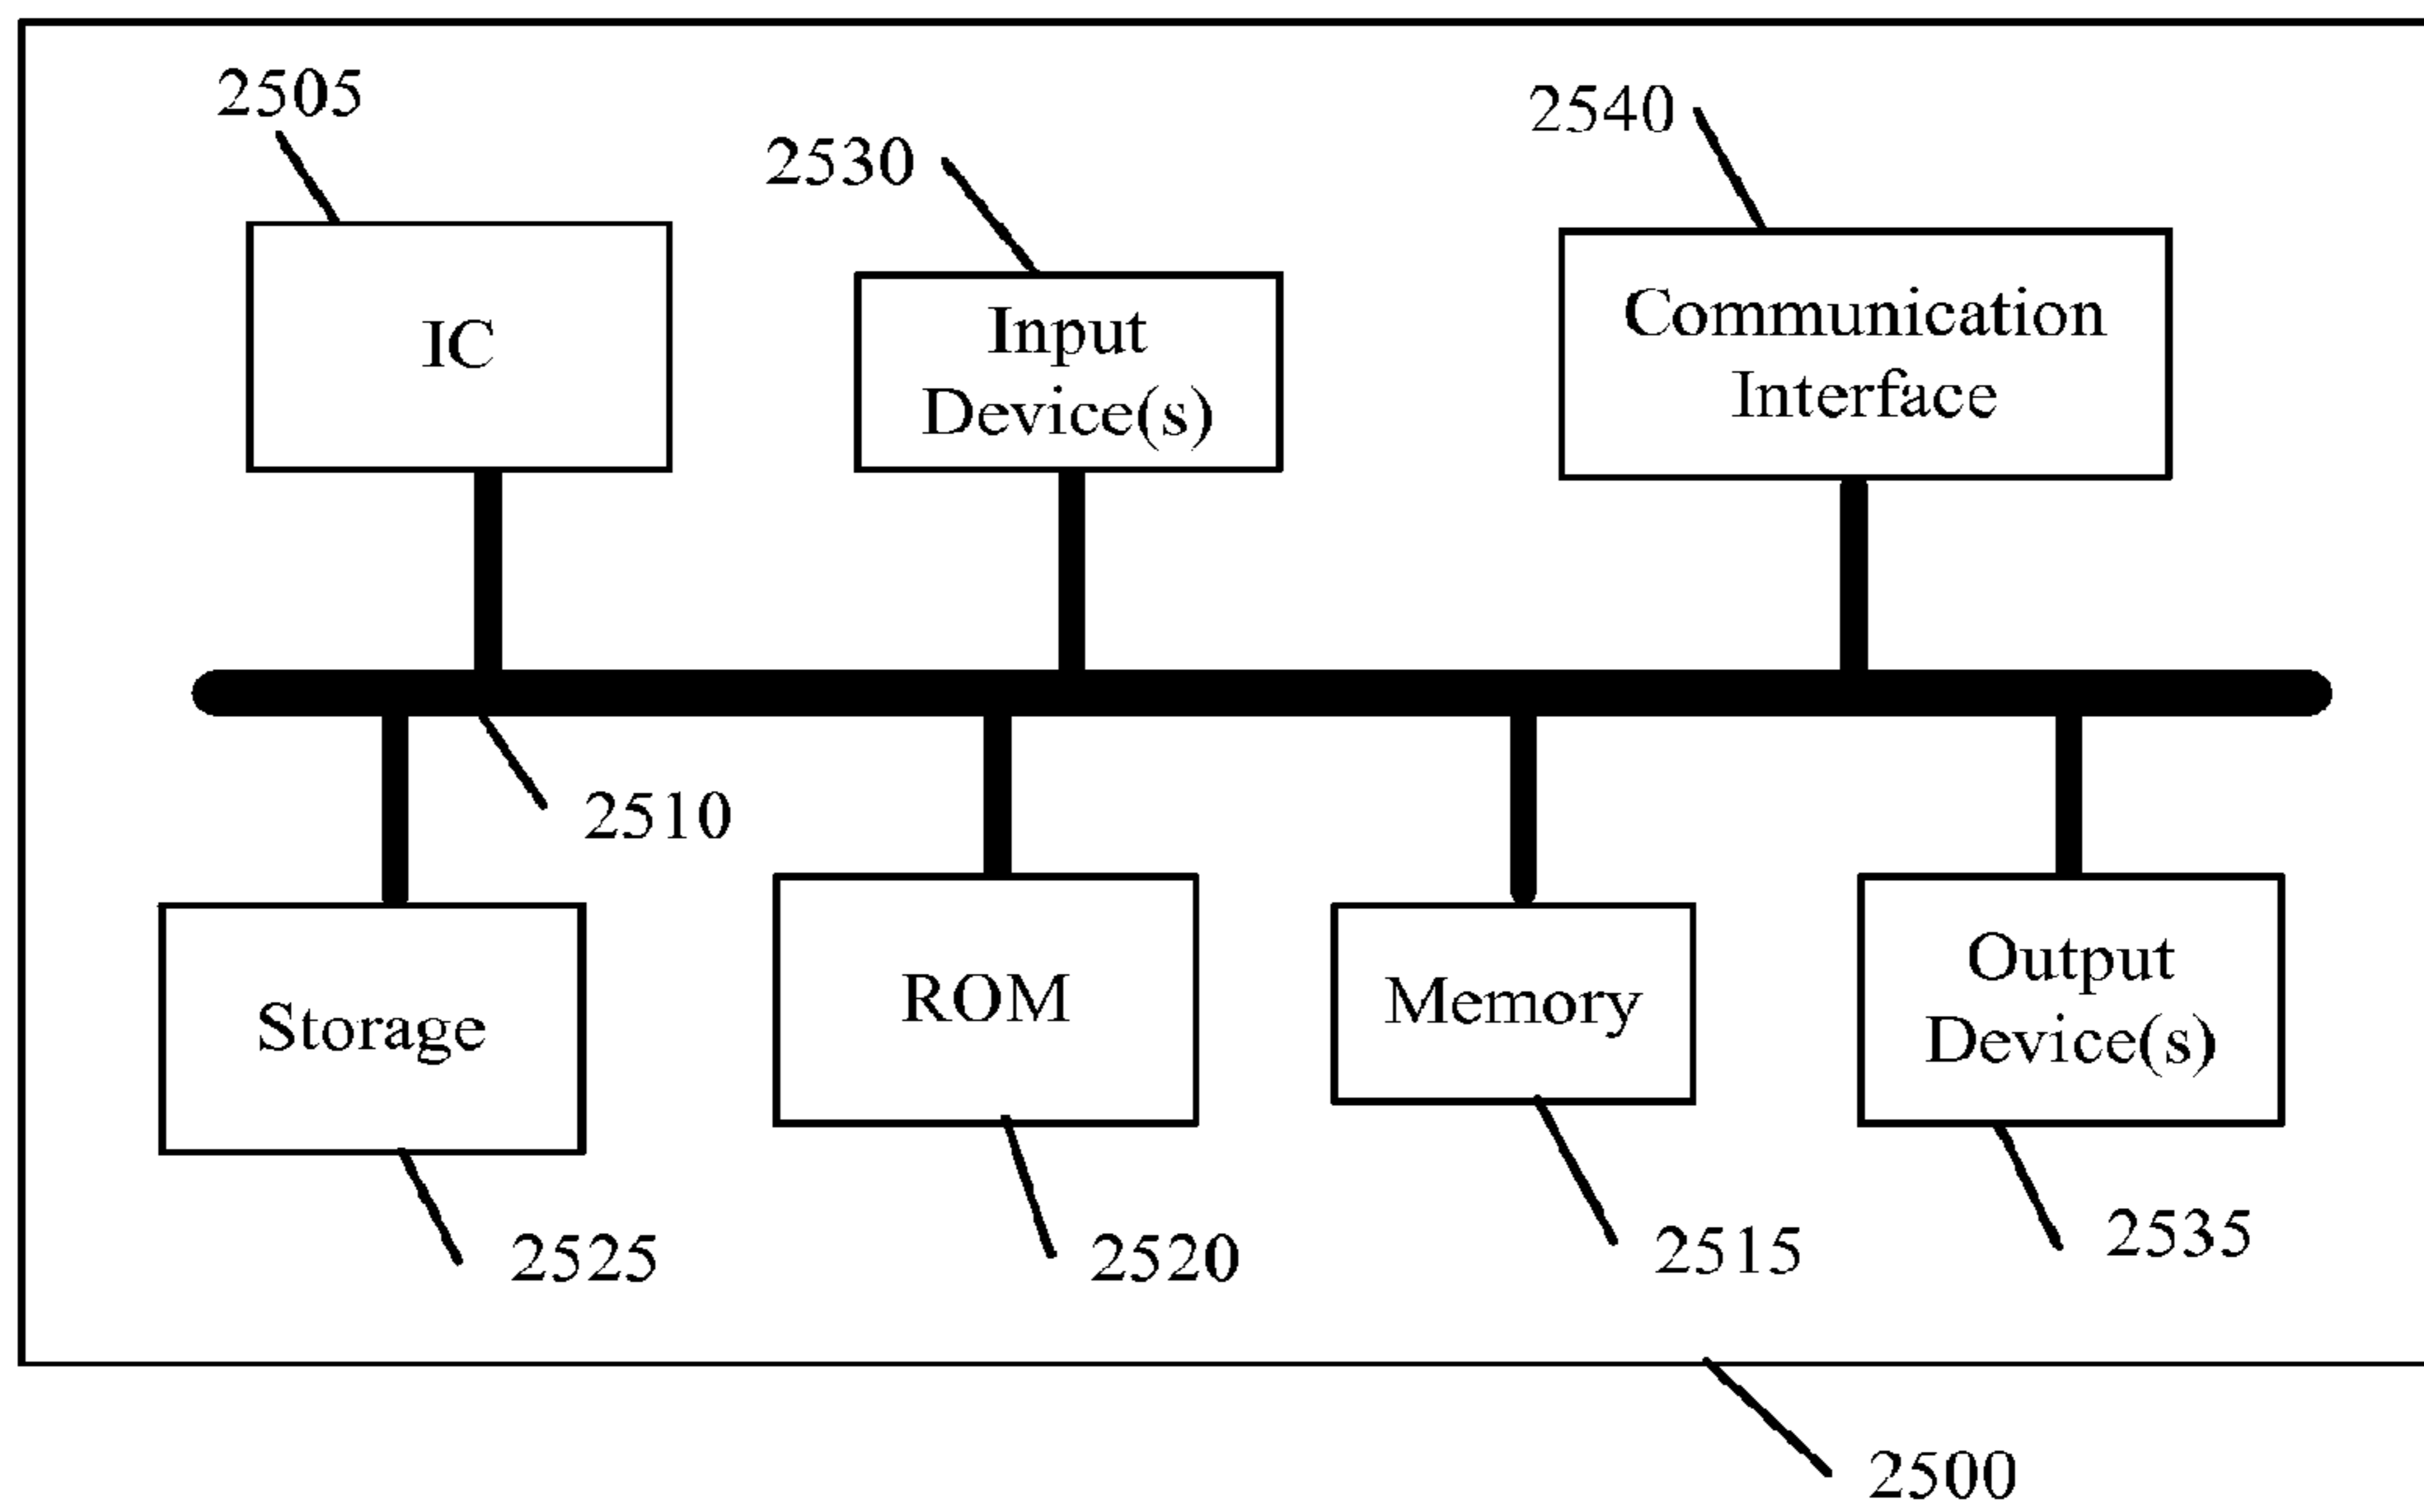 2505
2530
2540
IC
Input
Device(s)
Communication
Interface
2510
Storage
ROM
Memory
Output
Device(s)
2525
2520
2515
2535
2500